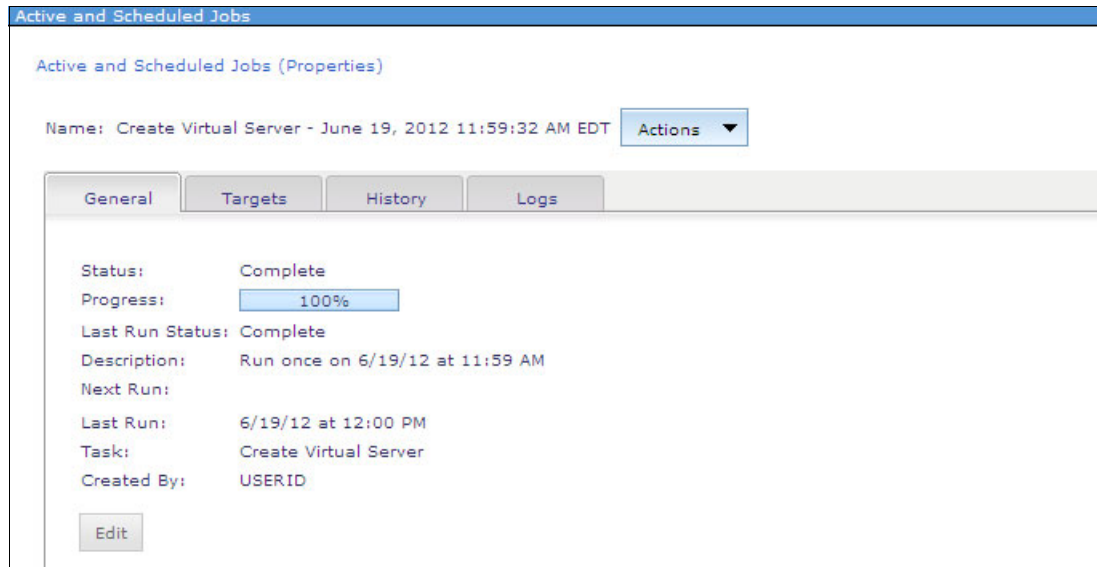 Active and Scheduled Jobs
Active and Scheduled Jobs (Properties)
Name: Create Virtual Server - June 19, 2012 11:59:32 AM EDT Actions
General Targets History Logs
Status: Complete
Progress: 100%
Last Run Status: Complete
Description: Run once on 6/19/12 at 11:59 AM
Next Run:
Last Run: 6/19/12 at 12:00 PM
Task: Create Virtual Server
Created By: USERID
Edit